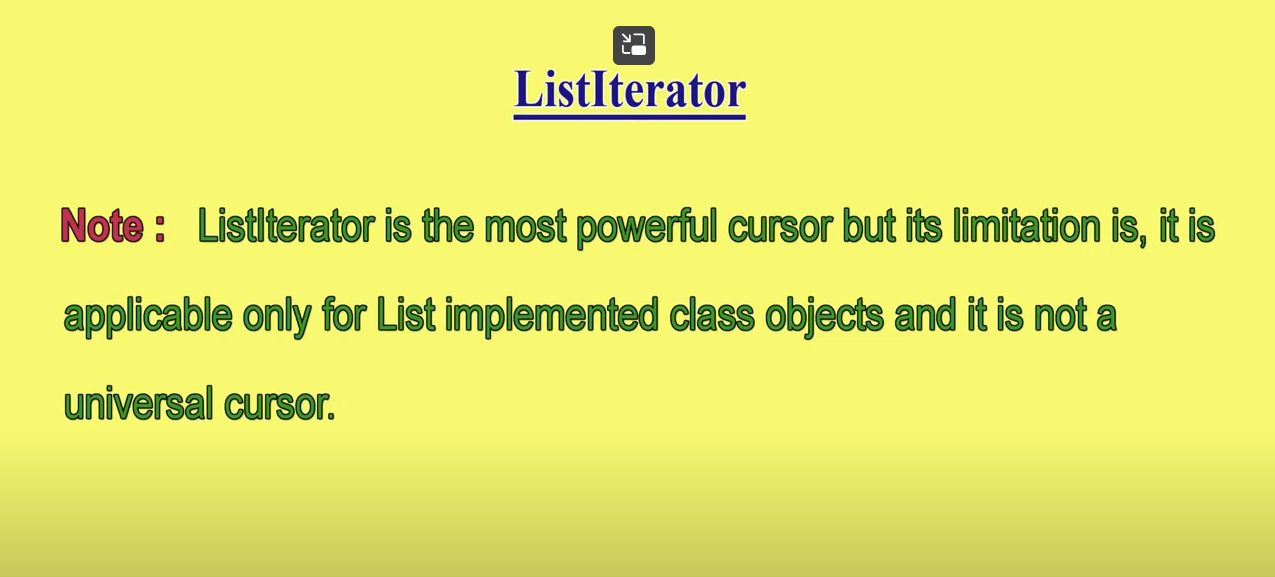 ListIterator
Note : ListIterator is the most powerful cursor but its limitation is, it is
applicable only for List implemented class objects and it is not a
universal cursor.